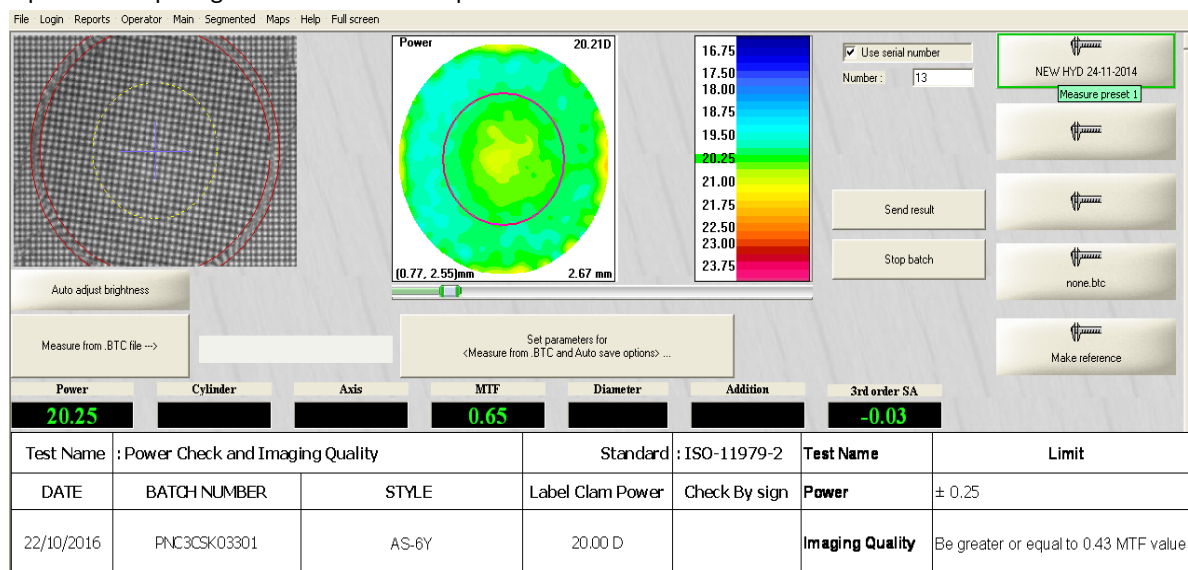 File Login Reports Operator Main Segmented Maps Help Full screen
Power 20.21D
(0.77, 2.55)mm 2.67 mm
16.75
17.50
18.00
18.75
19.50
20.25
21.00
21.75
22.50
23.00
23.75
Use serial number
Number : 13
Send result
Stop batch
NEW HYD 24-11-2014
Measure preset 1
none.btc
Make reference
Auto adjust brightness
Measure from .BTC file --->
Set parameters for
<Measure from .BTC and Auto save options> ...
Power Cylinder Axis MTF Diameter Addition 3rd order SA
20.25 0.65 -0.03
Test Name : Power Check and Imaging Quality Standard : ISO-11979-2 Test Name Limit
DATE BATCH NUMBER STYLE Label Clam Power Check By sign Power ± 0.25
22/10/2016 PNC3CSK03301 AS-6Y 20.00 D Imaging Quality Be greater or equal to 0.43 MTF value